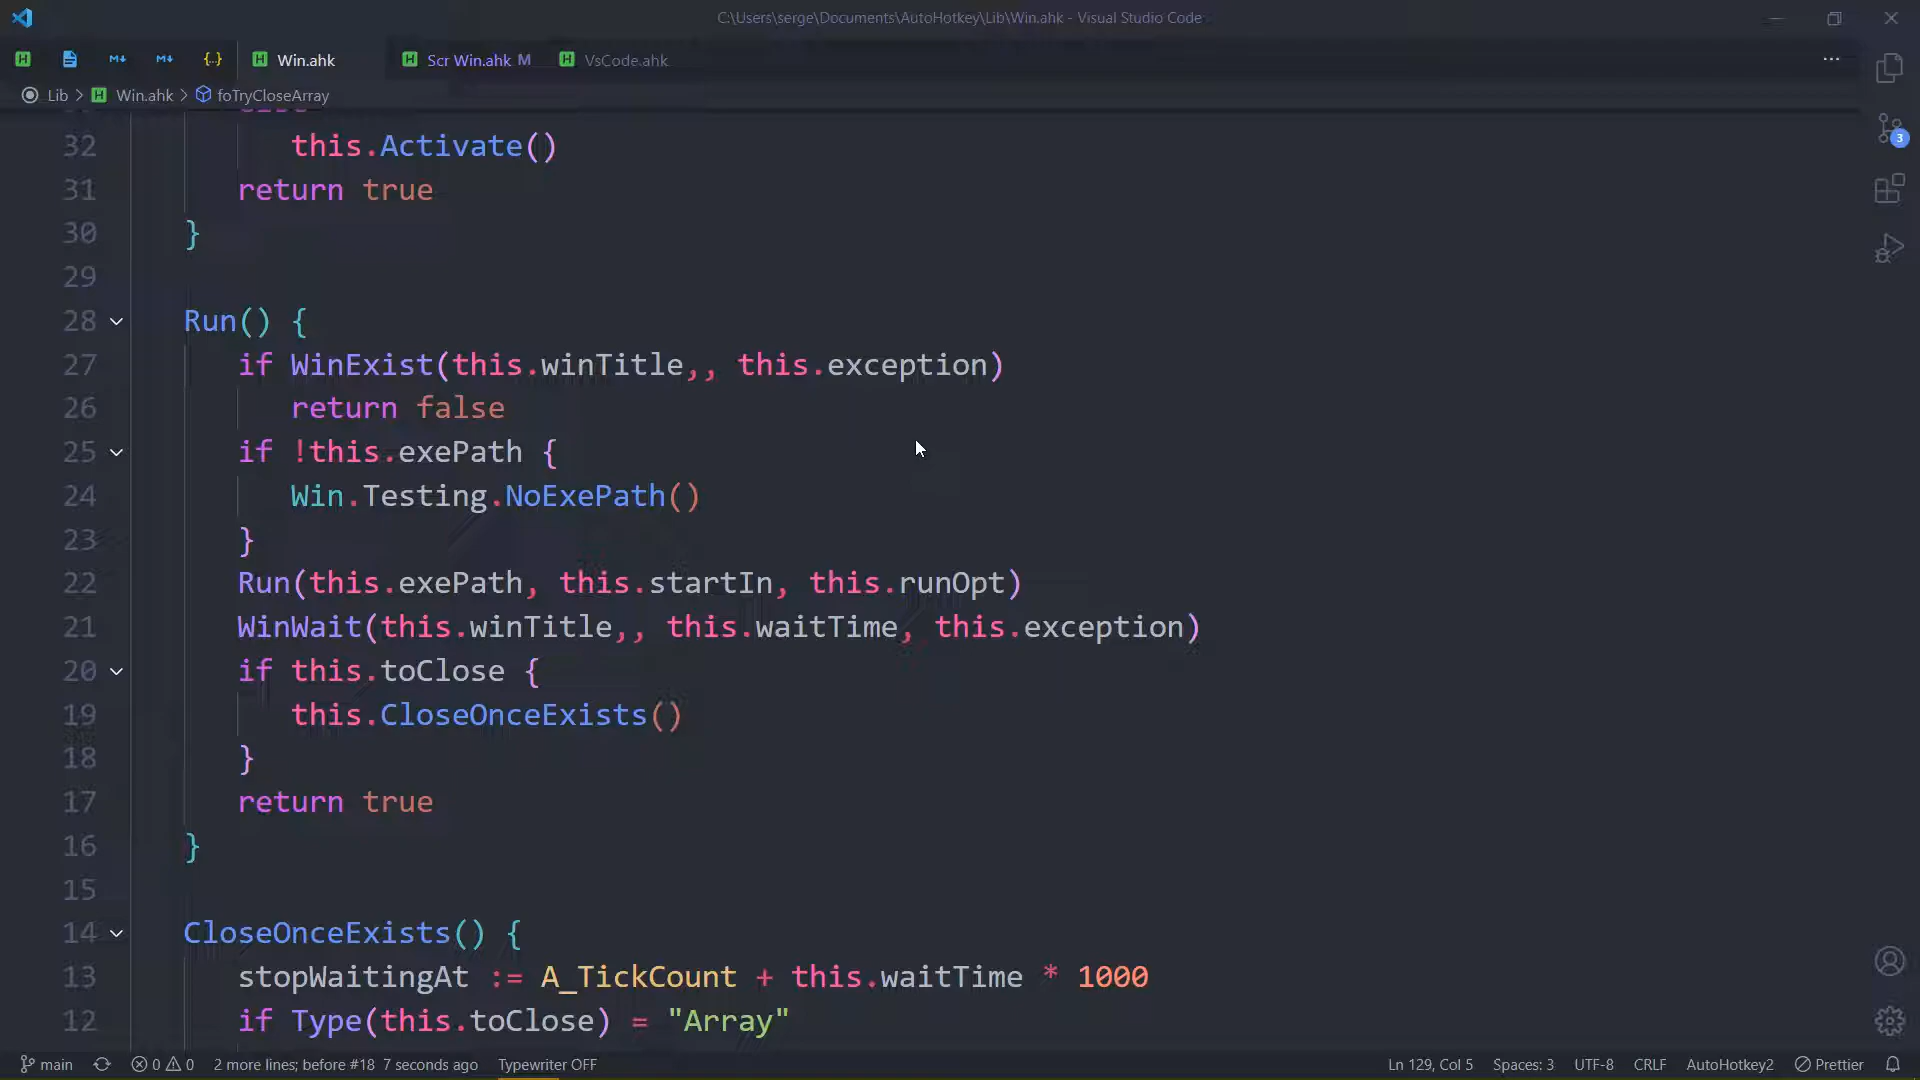 C:\Users\serge\Documents\AutoHotkey\Lib\Win.ahk - Visual Studio Code
Win.ahk
Scr Win.ahk M
VsCode.ahk
Lib > Win.ahk > foTryCloseArray
32 this.Activate()
31 return true
30 }
29
28 Run() {
27 if WinExist(this.winTitle,, this.exception)
26 return false
25 if !this.exePath {
24 Win.Testing.NoExePath()
23 }
22 Run(this.exePath, this.startIn, this.runOpt)
21 WinWait(this.winTitle,, this.waitTime, this.exception)
20 if this.toClose {
19 this.CloseOnceExists()
18 }
17 return true
16 }
15
14 CloseOnceExists() {
13 stopWaitingAt := A_TickCount + this.waitTime * 1000
12 if Type(this.toClose) = "Array"
3
main 0 0 2 more lines; before #18 7 seconds ago Typewriter OFF Ln 129, Col 5 Spaces: 3 UTF-8 CRLF AutoHotkey2 Prettier